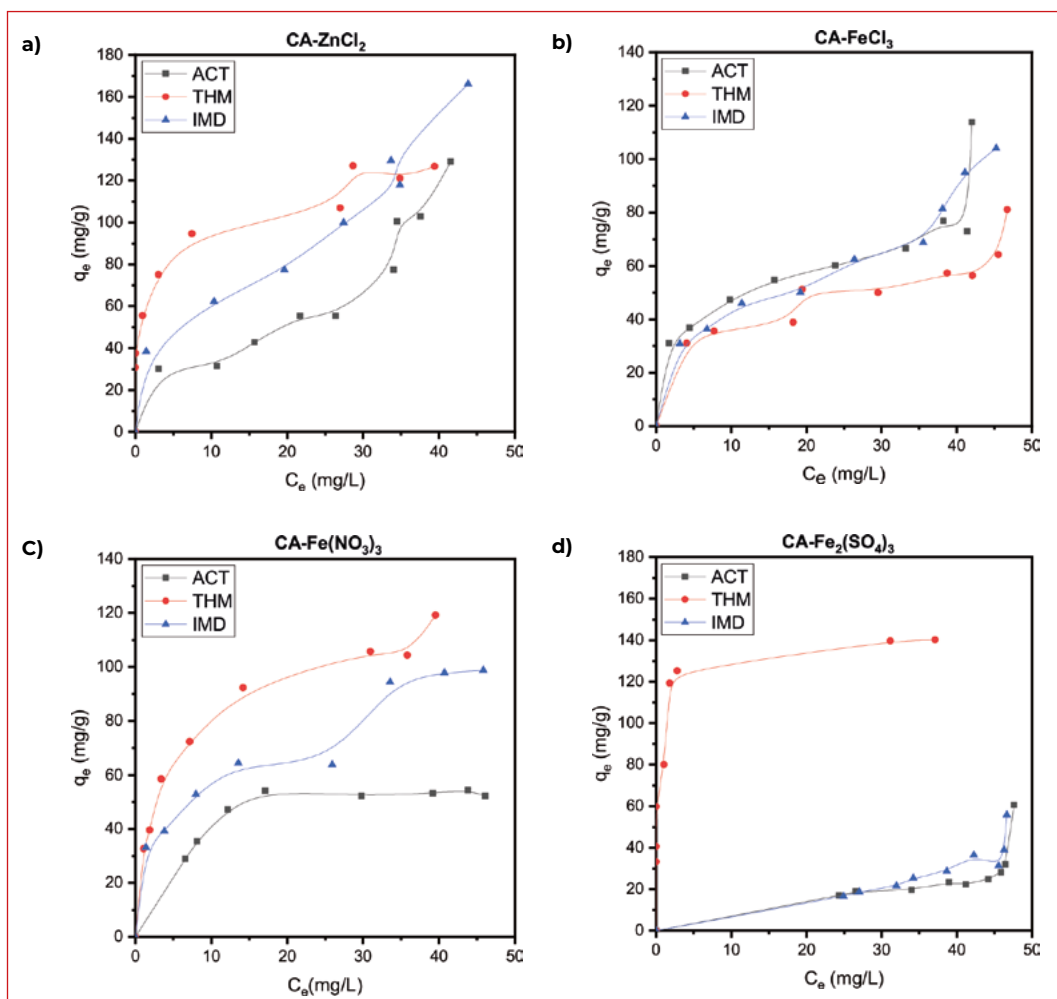 a)
CA-ZnCl2
ACT
THM
IMD
180
160
140
120
100
80
60
40
20
0
qe (mg/g)
0 10 20 30 40 50
Ce (mg/L)
b)
CA-FeCl3
ACT
THM
IMD
140
120
100
80
60
40
20
0
qe (mg/g)
0 10 20 30 40 50
Ce (mg/L)
C)
CA-Fe(NO3)3
ACT
THM
IMD
140
120
100
80
60
40
20
0
qe (mg/g)
0 10 20 30 40 50
Ce(mg/L)
d)
CA-Fe2(SO4)3
ACT
THM
IMD
180
160
140
120
100
80
60
40
20
0
qe (mg/g)
0 10 20 30 40 50
Ce (mg/L)